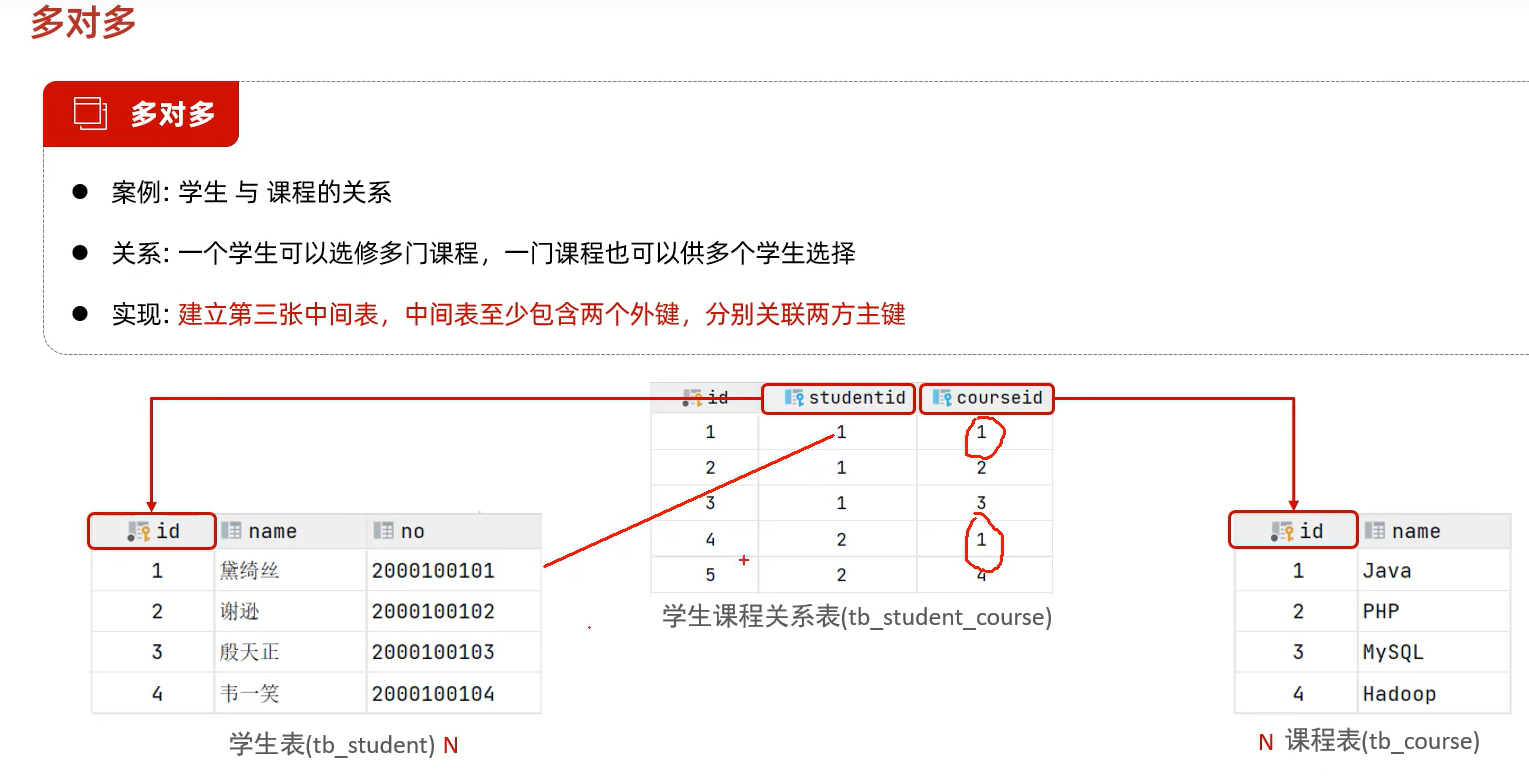 多对多
多对多
● 案例: 学生 与 课程的关系
● 关系: 一个学生可以选修多门课程，一门课程也可以供多个学生选择
● 实现: 建立第三张中间表，中间表至少包含两个外键，分别关联两方主键
id studentid courseid
1 1 1
2 1 2
3 1 3
4 2 1
5 2 4
学生课程关系表(tb_student_course)
id name no
1 黛绮丝 2000100101
2 谢逊 2000100102
3 殷天正 2000100103
4 韦一笑 2000100104
学生表(tb_student) N
id name
1 Java
2 PHP
3 MySQL
4 Hadoop
N 课程表(tb_course)